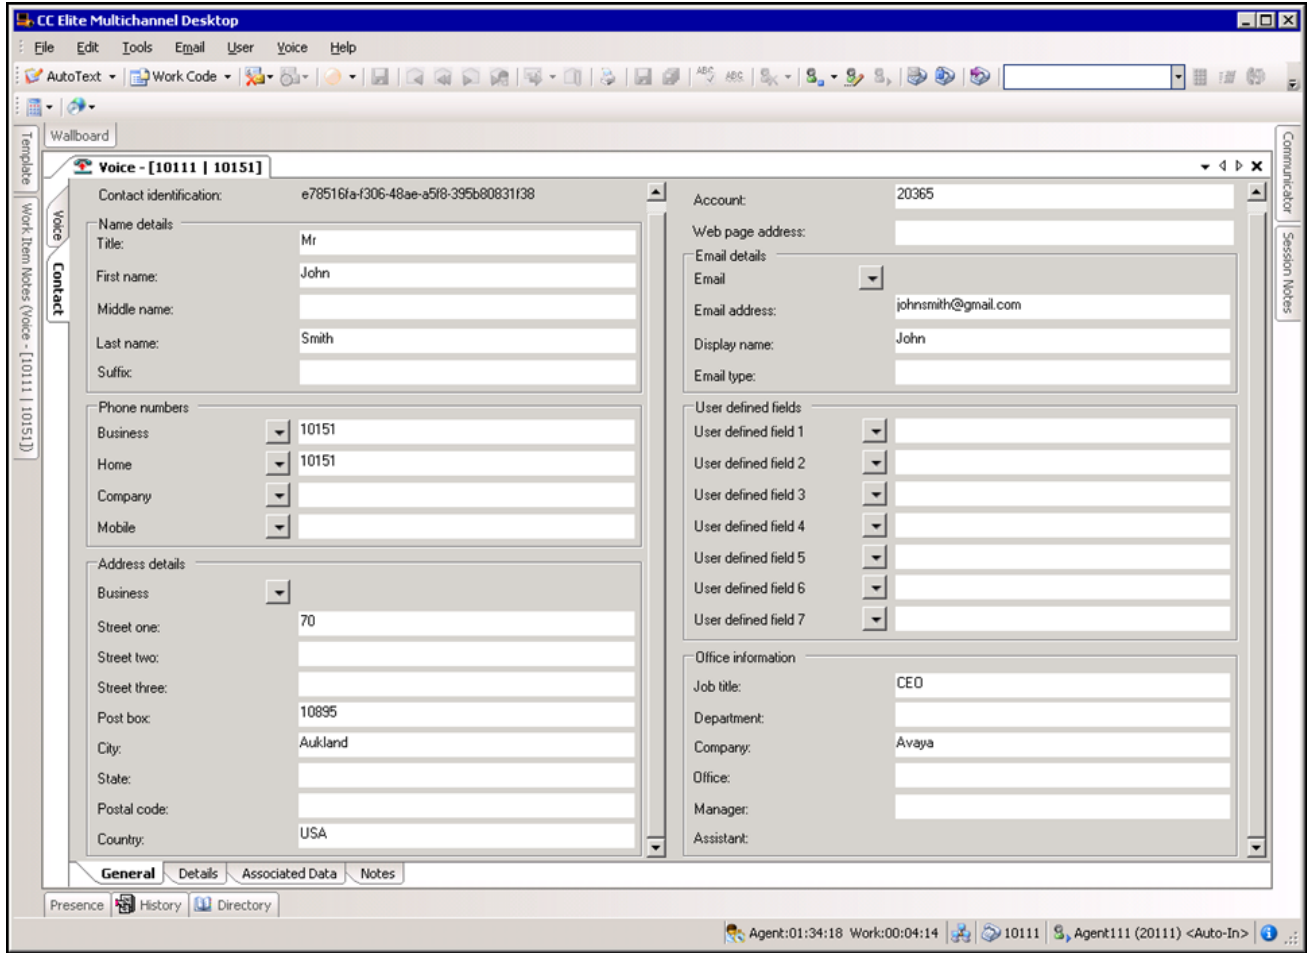 CC Elite Multichannel Desktop
File Edit Tools Email User Voice Help
AutoText Work Code ABC ABC
Wallboard
Template
Work Item Notes (Voice - [10111 | 10151])
Communicator
Session Notes
Voice - [10111 | 10151]
Voice
Contact
Contact identification: e78516fa-f306-48ae-a5f8-395b80831f38
Name details
Title: Mr
First name: John
Middle name:
Last name: Smith
Suffix:
Phone numbers
Business 10151
Home 10151
Company
Mobile
Address details
Business
Street one: 70
Street two:
Street three:
Post box: 10895
City: Aukland
State:
Postal code:
Country: USA
Account: 20365
Web page address:
Email details
Email
Email address: johnsmith@gmail.com
Display name: John
Email type:
User defined fields
User defined field 1
User defined field 2
User defined field 3
User defined field 4
User defined field 5
User defined field 6
User defined field 7
Office information
Job title: CEO
Department:
Company: Avaya
Office:
Manager:
Assistant:
General Details Associated Data Notes
Presence History Directory
Agent:01:34:18 Work:00:04:14 10111 Agent111 (20111) <Auto-In>